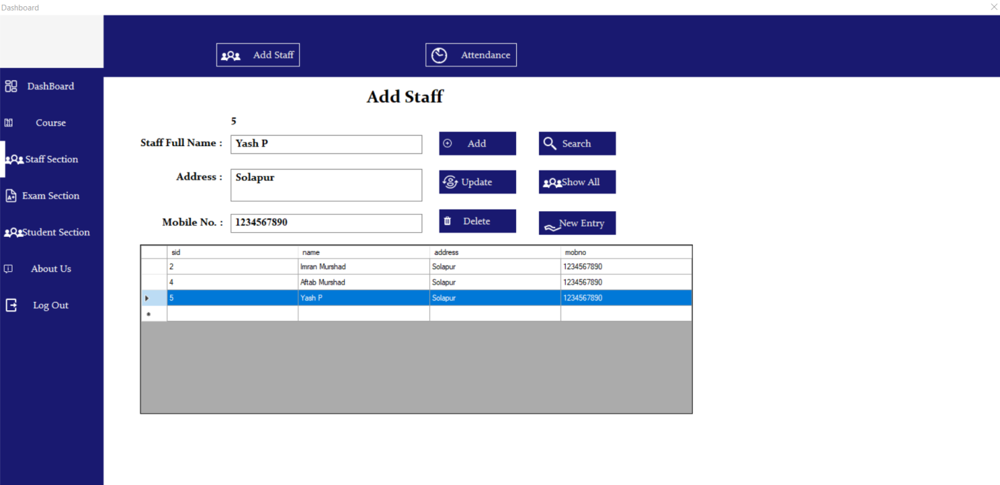 Dashboard
Add Staff
Attendance
DashBoard
Course
Staff Section
Exam Section
Student Section
About Us
Log Out
Add Staff
5
Staff Full Name : Yash P
Add
Search
Address : Solapur
Update
Show All
Mobile No. : 1234567890
Delete
New Entry
sid name address mobno
2 Imran Murshad Solapur 1234567890
4 Aftab Murshad Solapur 1234567890
5 Yash P Solapur 1234567890